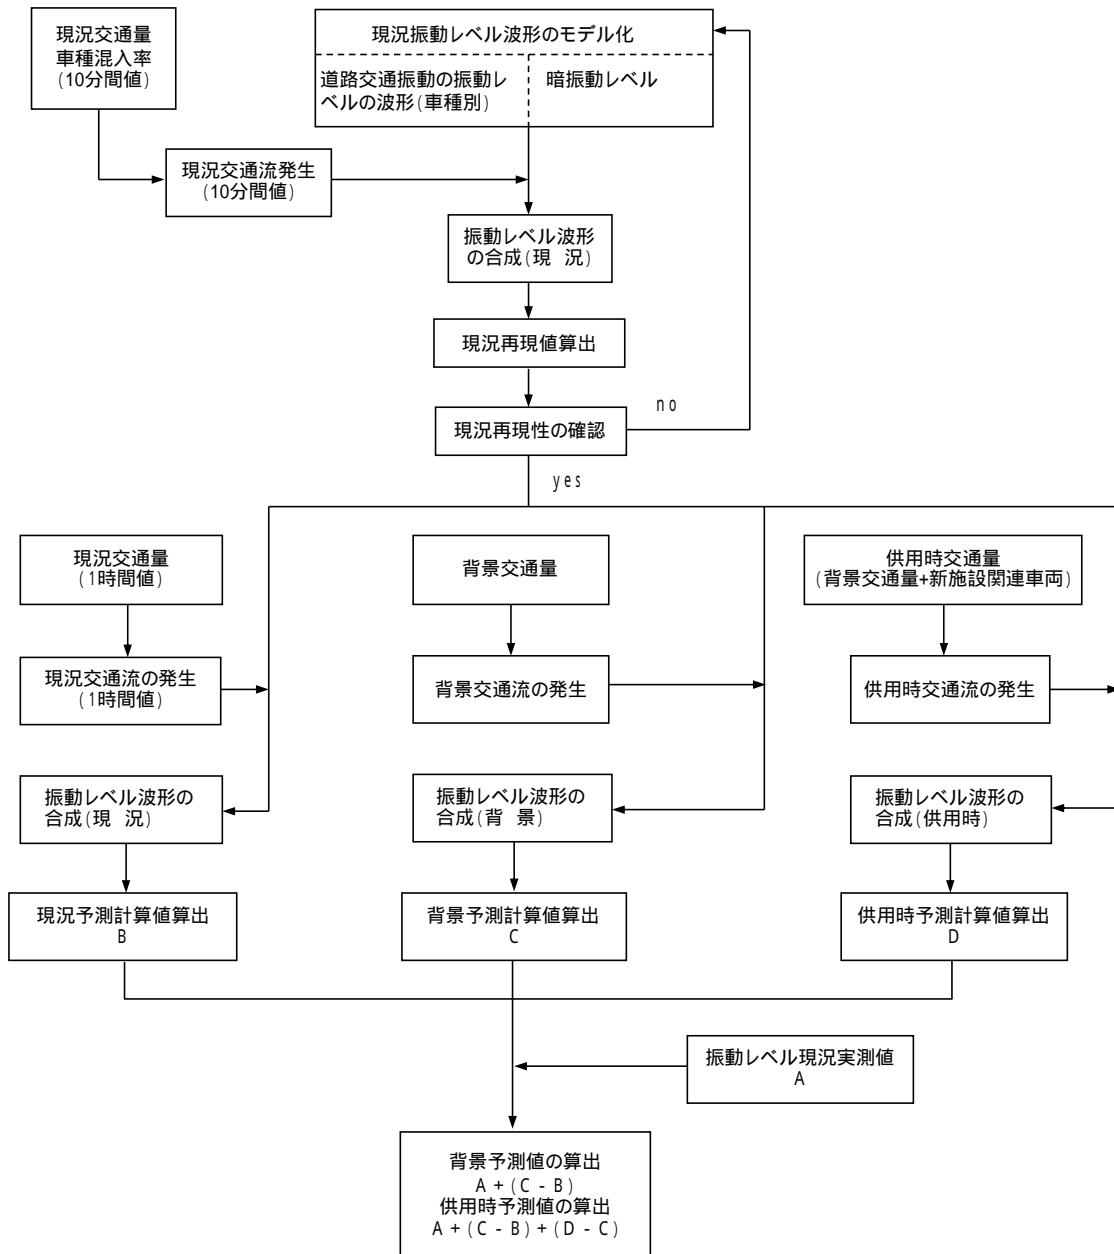 現況交通量
車種混入率
(10分間値)
現況振動レベル波形のモデル化
道路交通振動の振動レ
ベルの波形(車種別)
暗振動レベル
現況交通流発生
(10分間値)
振動レベル波形
の合成(現 況)
現況再現値算出
現況再現性の確認
no
yes
現況交通量
(1時間値)
現況交通流の発生
(1時間値)
振動レベル波形の
合成(現 況)
現況予測計算値算出
B
背景交通量
背景交通流の発生
振動レベル波形の
合成(背 景)
背景予測計算値算出
C
供用時交通量
(背景交通量+新施設関連車両)
供用時交通流の発生
振動レベル波形の
合成(供用時)
供用時予測計算値算出
D
振動レベル現況実測値
A
背景予測値の算出
A + (C - B)
供用時予測値の算出
A + (C - B) + (D - C)